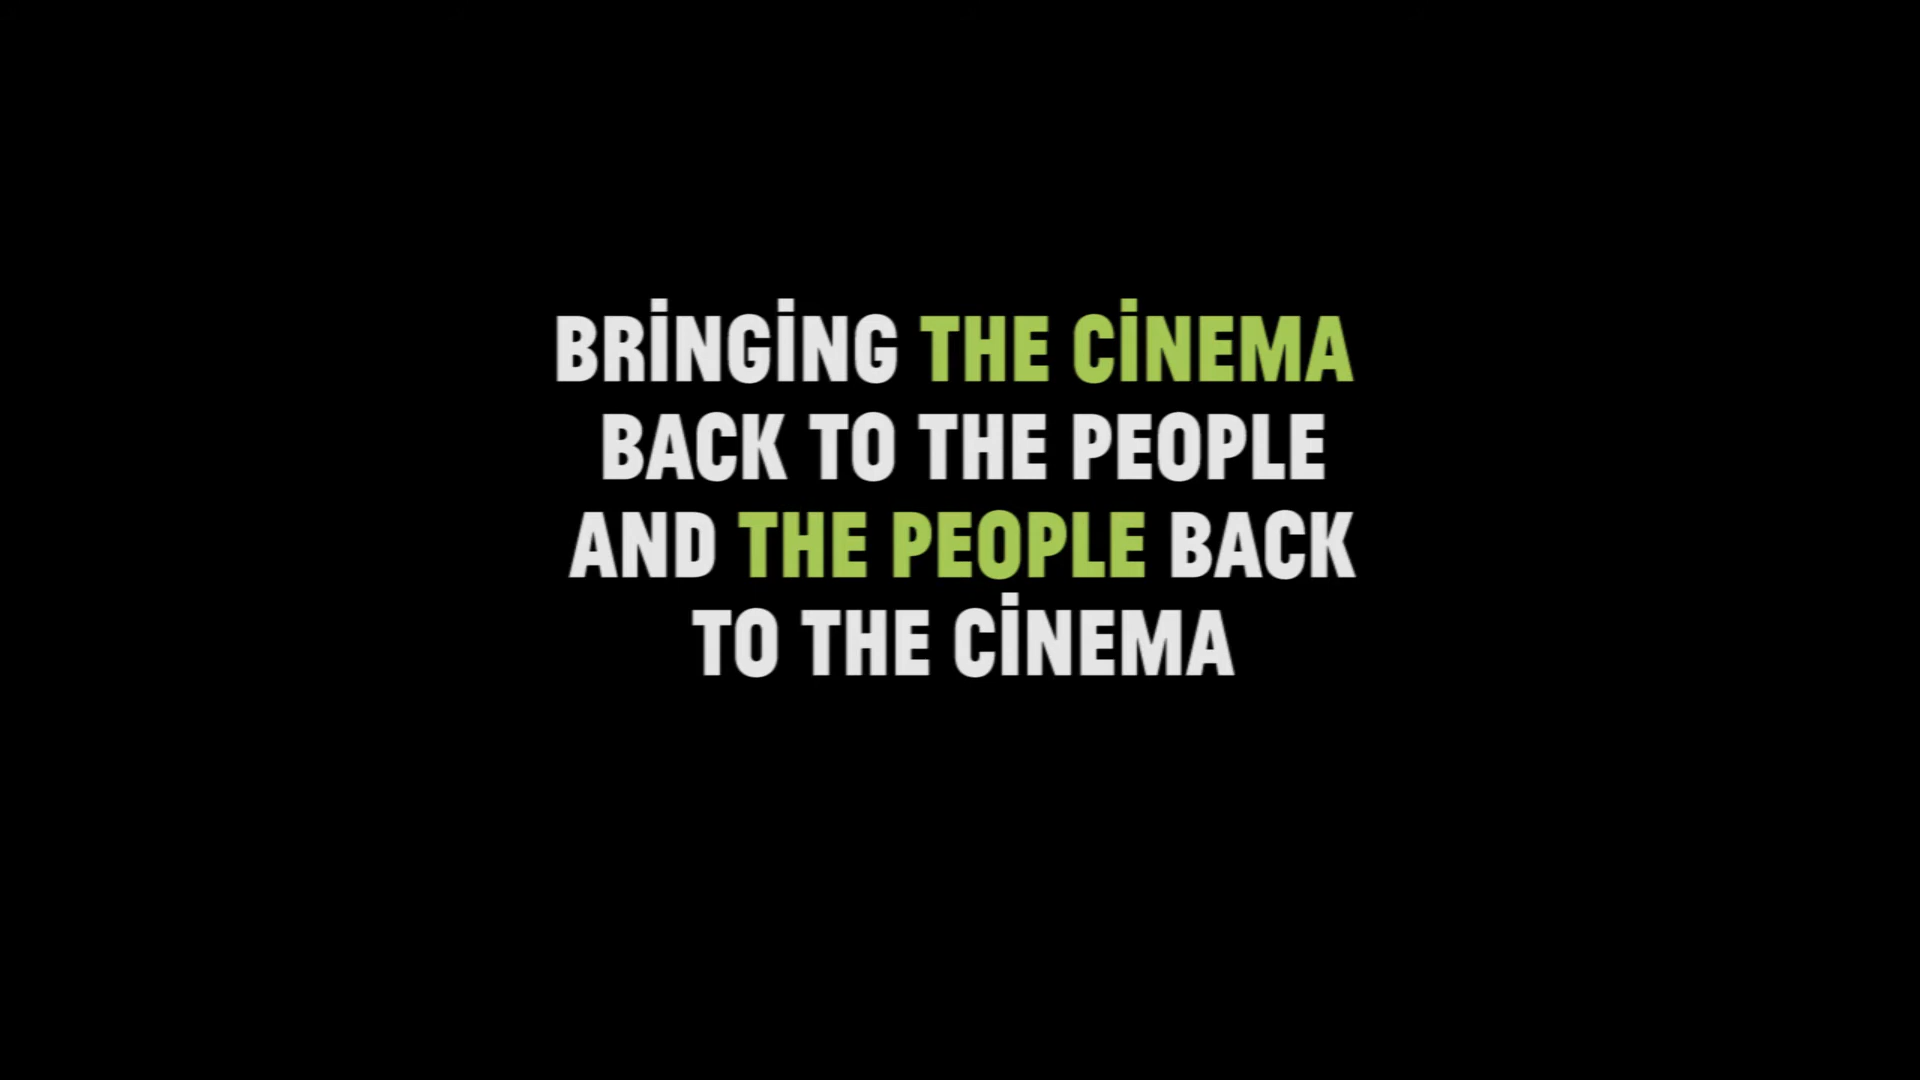 BRİNGİNG THE CİNEMA
BACK TO THE PEOPLE
AND THE PEOPLE BACK
TO THE CİNEMA